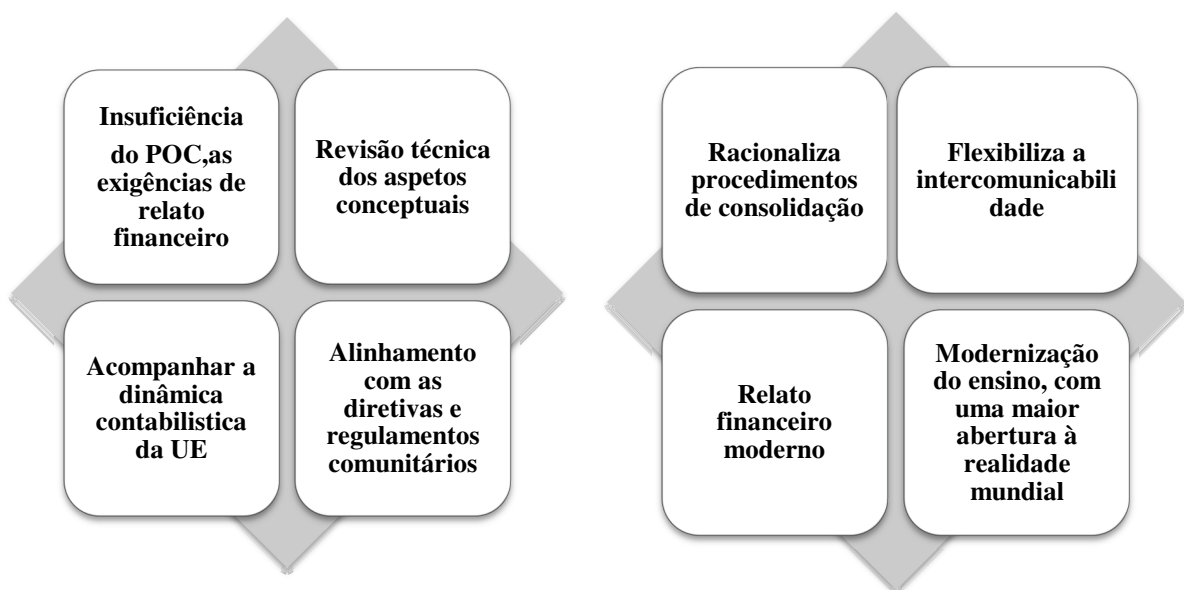 Insuficiência
do POC,as
exigências de
relato
financeiro
Revisão técnica
dos aspetos
conceptuais
Acompanhar a
dinâmica
contabilistica
da UE
Alinhamento
com as
diretivas e
regulamentos
comunitários
Racionaliza
procedimentos
de consolidação
Flexibiliza a
intercomunicabili
dade
Relato
financeiro
moderno
Modernização
do ensino, com
uma maior
abertura à
realidade
mundial